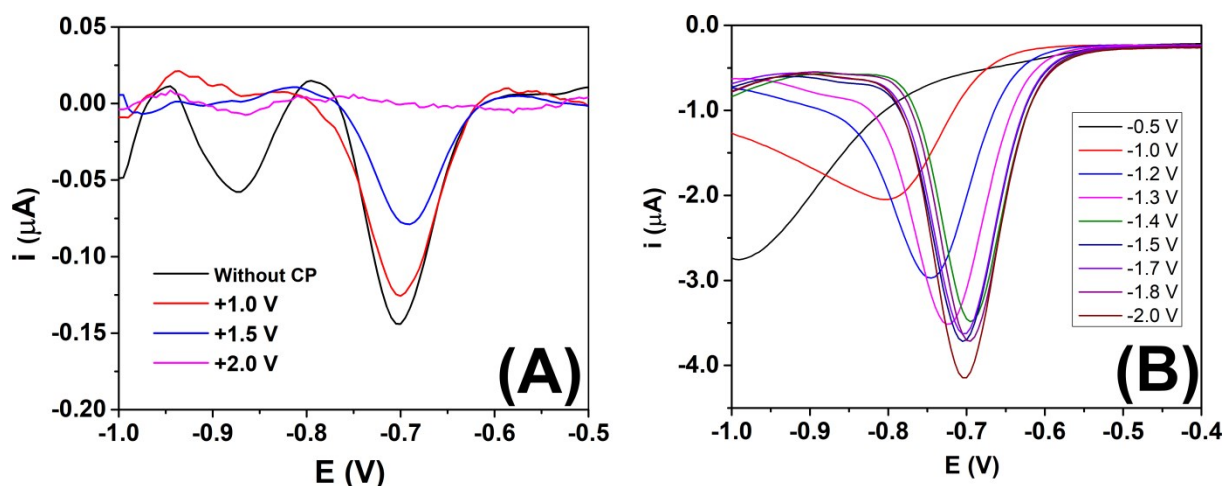 0.05
0.00
-0.05
-0.10
-0.15
-0.20
i (µA)
Without CP
+1.0 V
+1.5 V
+2.0 V
(A)
-1.0 -0.9 -0.8 -0.7 -0.6 -0.5
E (V)
0.0
-1.0
-2.0
-3.0
-4.0
i (µA)
-0.5 V
-1.0 V
-1.2 V
-1.3 V
-1.4 V
-1.5 V
-1.7 V
-1.8 V
-2.0 V
(B)
-1.0 -0.9 -0.8 -0.7 -0.6 -0.5 -0.4
E (V)